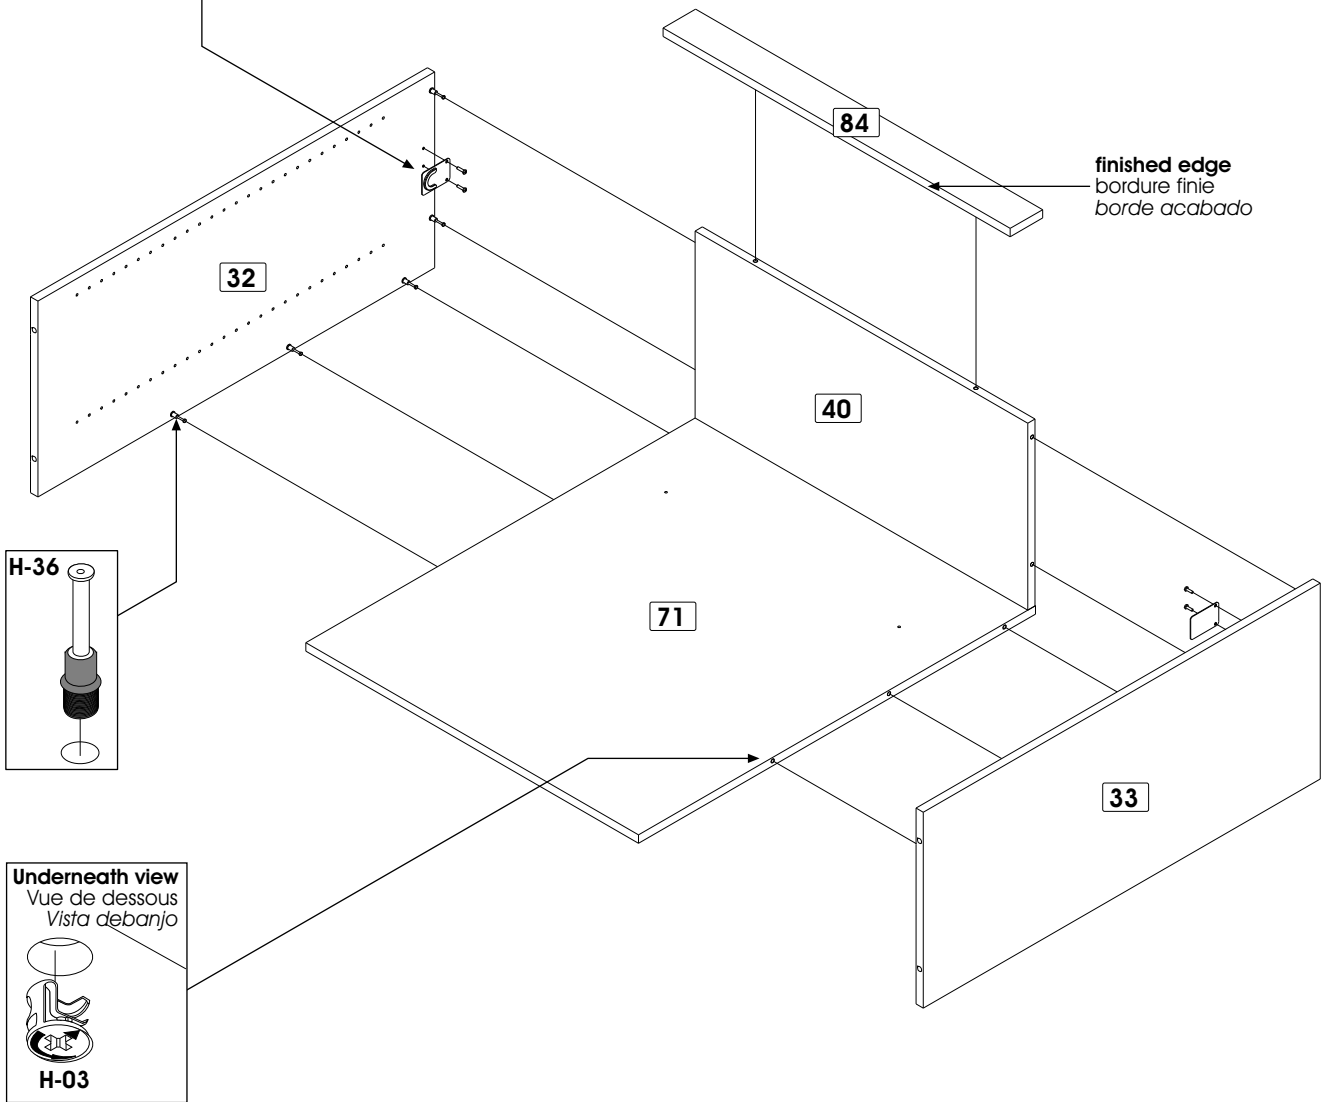 84
finished edge
bordure finie
borde acabado
32
40
H-36
71
33
Underneath view
Vue de dessous
Vista debanjo
H-03